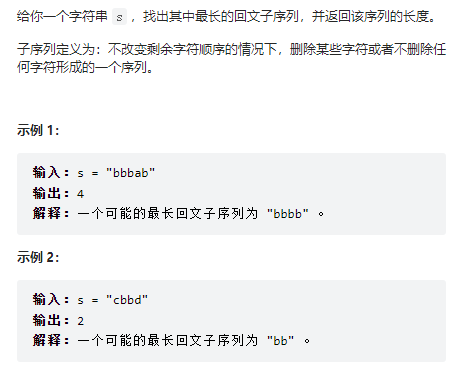 给你一个字符串 s ，找出其中最长的回文子序列，并返回该序列的长度。
子序列定义为：不改变剩余字符顺序的情况下，删除某些字符或者不删除任
何字符形成的一个序列。
示例 1：
输入：s = "bbbab"
输出：4
解释：一个可能的最长回文子序列为 "bbbb" 。
示例 2：
输入：s = "cbbd"
输出：2
解释：一个可能的最长回文子序列为 "bb" 。